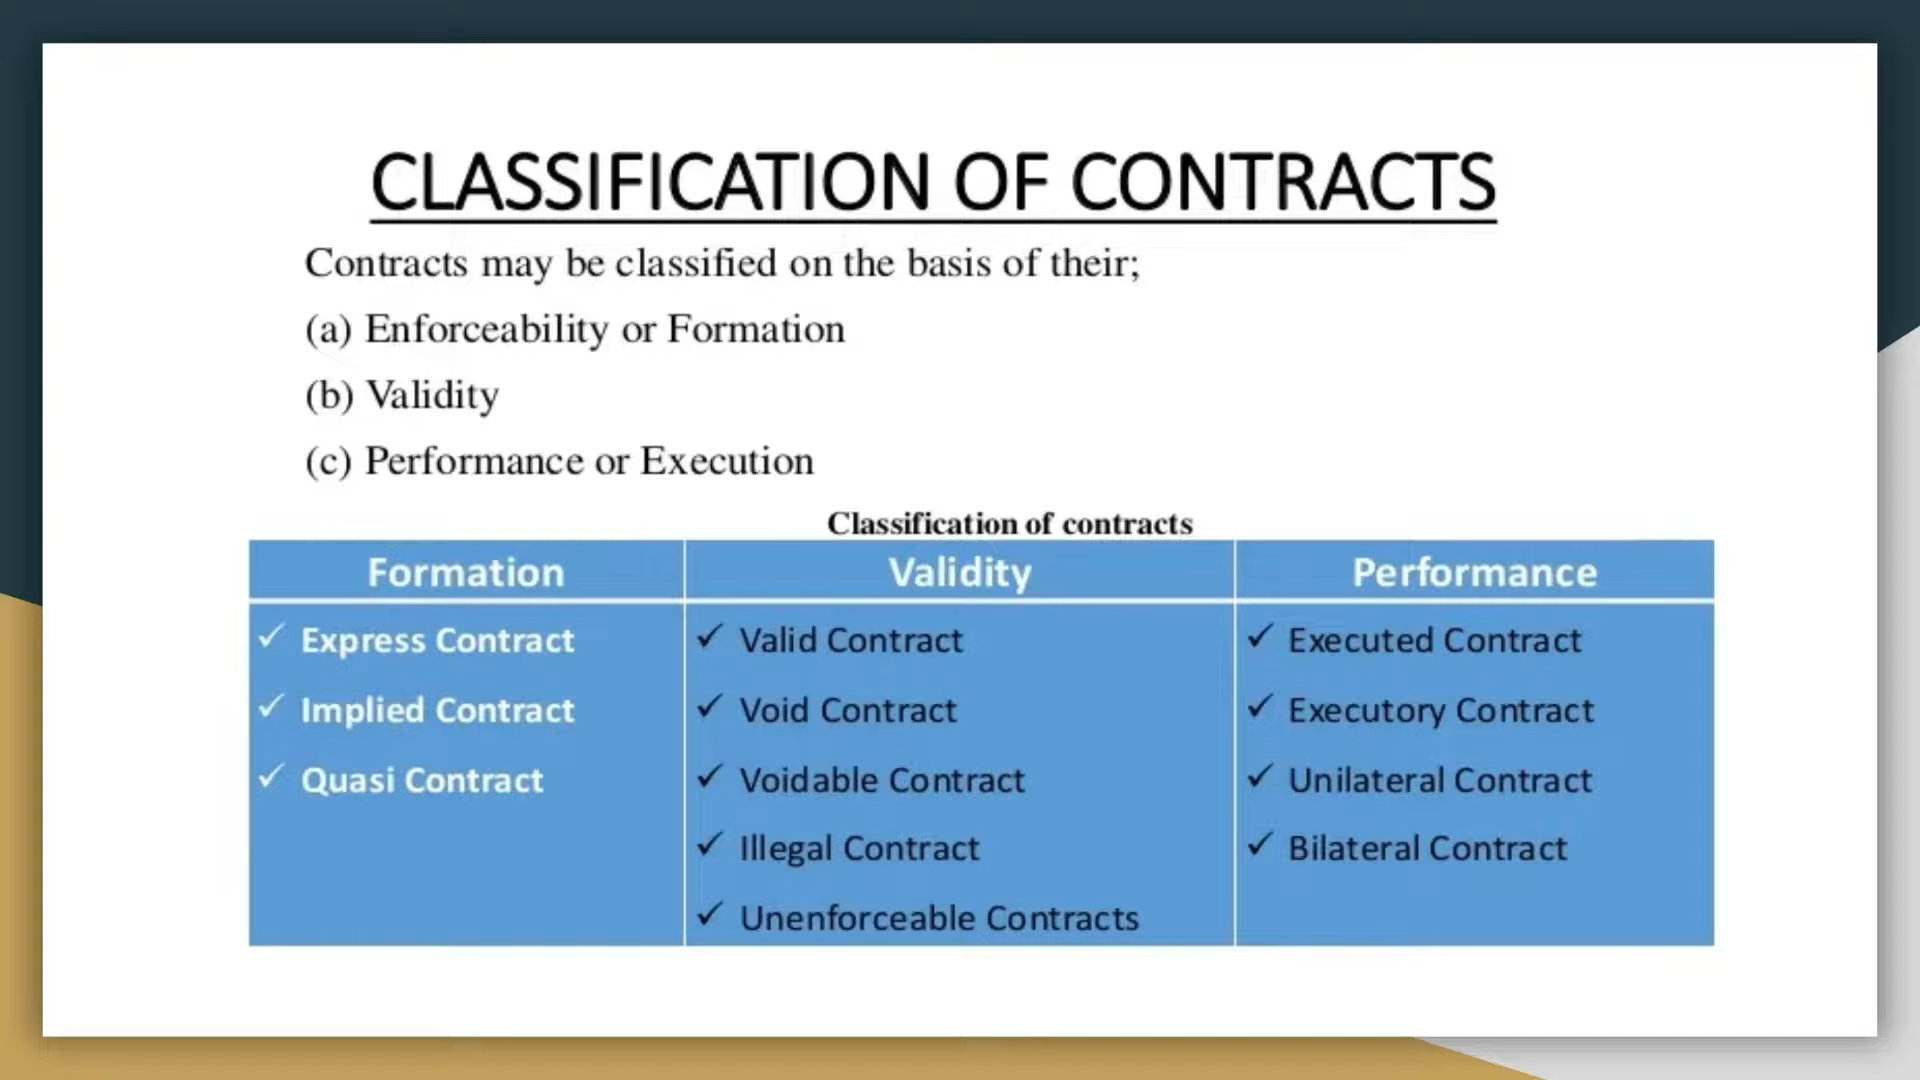 CLASSIFICATION OF CONTRACTS
Contracts may be classified on the basis of their;
(a) Enforceability or Formation
(b) Validity
(c) Performance or Execution
Classification of contracts
Formation
✓ Express Contract
✓ Implied Contract
✓ Quasi Contract
Validity
✓ Valid Contract
✓ Void Contract
✓ Voidable Contract
✓ Illegal Contract
✓ Unenforceable Contracts
Performance
✓ Executed Contract
✓ Executory Contract
✓ Unilateral Contract
✓ Bilateral Contract